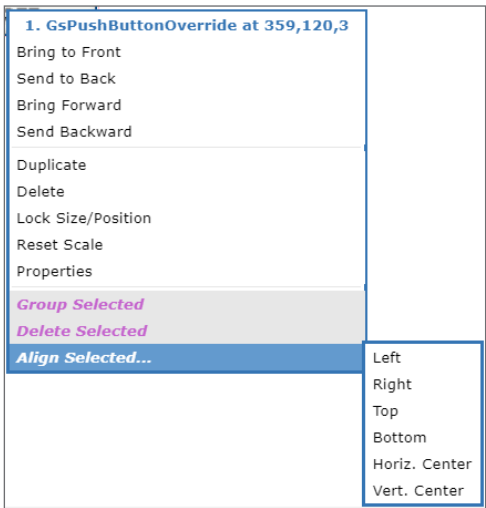 1. GsPushButtonOverride at 359,120,3
Bring to Front
Send to Back
Bring Forward
Send Backward
Duplicate
Delete
Lock Size/Position
Reset Scale
Properties
Group Selected
Delete Selected
Align Selected...
Left
Right
Top
Bottom
Horiz. Center
Vert. Center